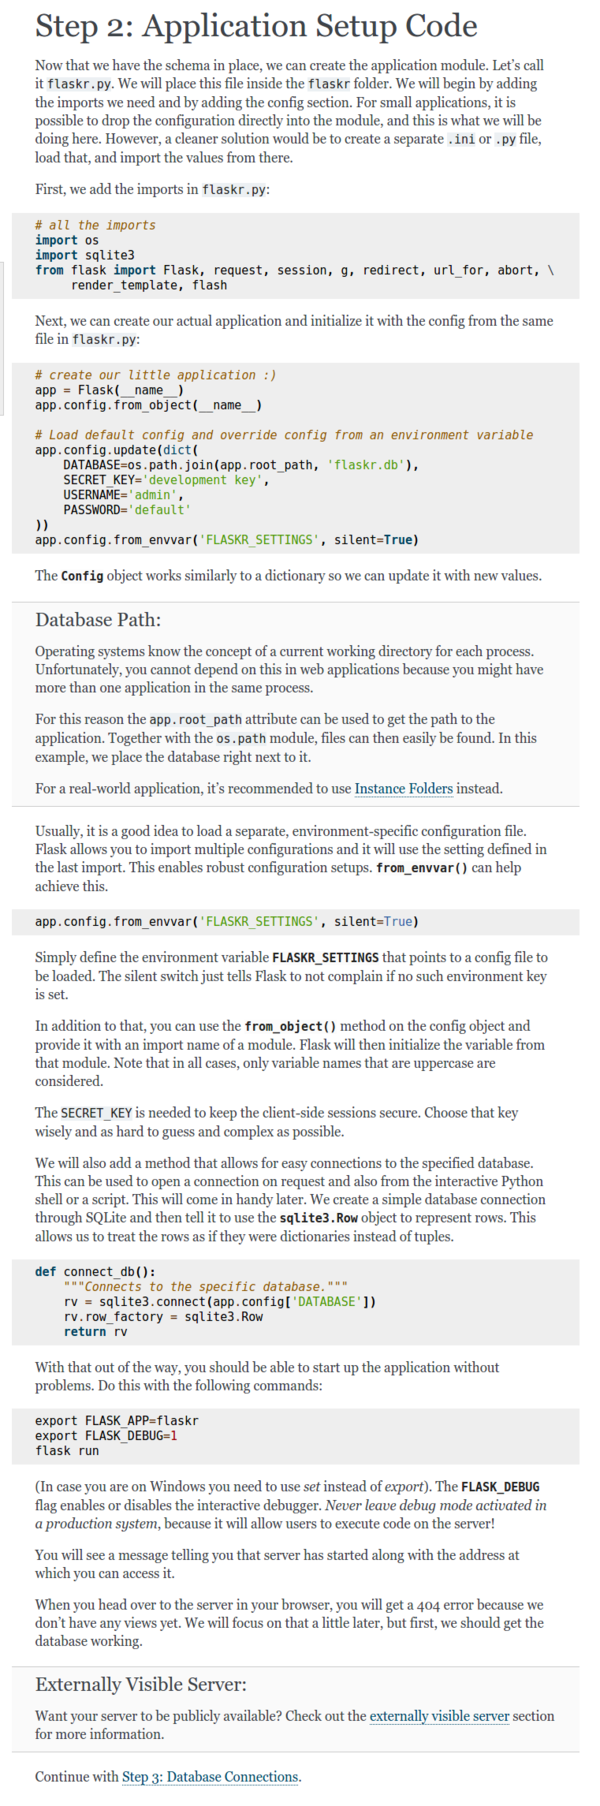 Step 2: Application Setup Code
Now that we have the schema in place, we can create the application module. Let’s call
it flaskr.py. We will place this file inside the flaskr folder. We will begin by adding
the imports we need and by adding the config section. For small applications, it is
possible to drop the configuration directly into the module, and this is what we will be
doing here. However, a cleaner solution would be to create a separate .ini or .py file,
load that, and import the values from there.
First, we add the imports in flaskr.py:
# all the imports
import os
import sqlite3
from flask import Flask, request, session, g, redirect, url_for, abort, \
     render_template, flash
Next, we can create our actual application and initialize it with the config from the same
file in flaskr.py:
# create our little application :)
app = Flask(__name__)
app.config.from_object(__name__)
# Load default config and override config from an environment variable
app.config.update(dict(
    DATABASE=os.path.join(app.root_path, 'flaskr.db'),
    SECRET_KEY='development key',
    USERNAME='admin',
    PASSWORD='default'
))
app.config.from_envvar('FLASKR_SETTINGS', silent=True)
The Config object works similarly to a dictionary so we can update it with new values.
Database Path:
Operating systems know the concept of a current working directory for each process.
Unfortunately, you cannot depend on this in web applications because you might have
more than one application in the same process.
For this reason the app.root_path attribute can be used to get the path to the
application. Together with the os.path module, files can then easily be found. In this
example, we place the database right next to it.
For a real-world application, it’s recommended to use Instance Folders instead.
Usually, it is a good idea to load a separate, environment-specific configuration file.
Flask allows you to import multiple configurations and it will use the setting defined in
the last import. This enables robust configuration setups. from_envvar() can help
achieve this.
app.config.from_envvar('FLASKR_SETTINGS', silent=True)
Simply define the environment variable FLASKR_SETTINGS that points to a config file to
be loaded. The silent switch just tells Flask to not complain if no such environment key
is set.
In addition to that, you can use the from_object() method on the config object and
provide it with an import name of a module. Flask will then initialize the variable from
that module. Note that in all cases, only variable names that are uppercase are
considered.
The SECRET_KEY is needed to keep the client-side sessions secure. Choose that key
wisely and as hard to guess and complex as possible.
We will also add a method that allows for easy connections to the specified database.
This can be used to open a connection on request and also from the interactive Python
shell or a script. This will come in handy later. We create a simple database connection
through SQLite and then tell it to use the sqlite3.Row object to represent rows. This
allows us to treat the rows as if they were dictionaries instead of tuples.
def connect_db():
    """Connects to the specific database."""
    rv = sqlite3.connect(app.config['DATABASE'])
    rv.row_factory = sqlite3.Row
    return rv
With that out of the way, you should be able to start up the application without
problems. Do this with the following commands:
export FLASK_APP=flaskr
export FLASK_DEBUG=1
flask run
(In case you are on Windows you need to use set instead of export). The FLASK_DEBUG
flag enables or disables the interactive debugger. Never leave debug mode activated in
a production system, because it will allow users to execute code on the server!
You will see a message telling you that server has started along with the address at
which you can access it.
When you head over to the server in your browser, you will get a 404 error because we
don’t have any views yet. We will focus on that a little later, but first, we should get the
database working.
Externally Visible Server:
Want your server to be publicly available? Check out the externally visible server section
for more information.
Continue with Step 3: Database Connections.